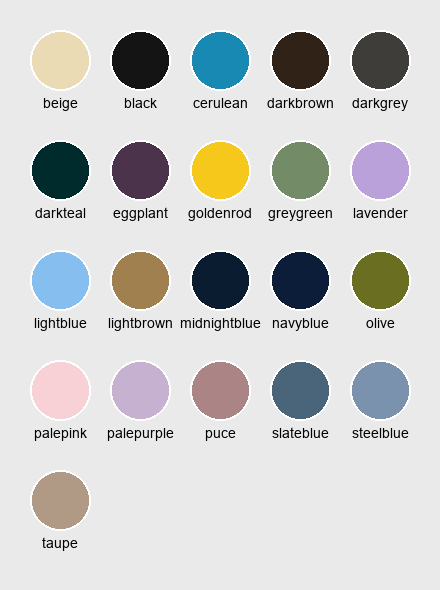 beige black cerulean darkbrown darkgrey
darkteal eggplant goldenrod greygreen lavender
lightblue lightbrown midnightblue navyblue olive
palepink palepurple puce slateblue steelblue
taupe